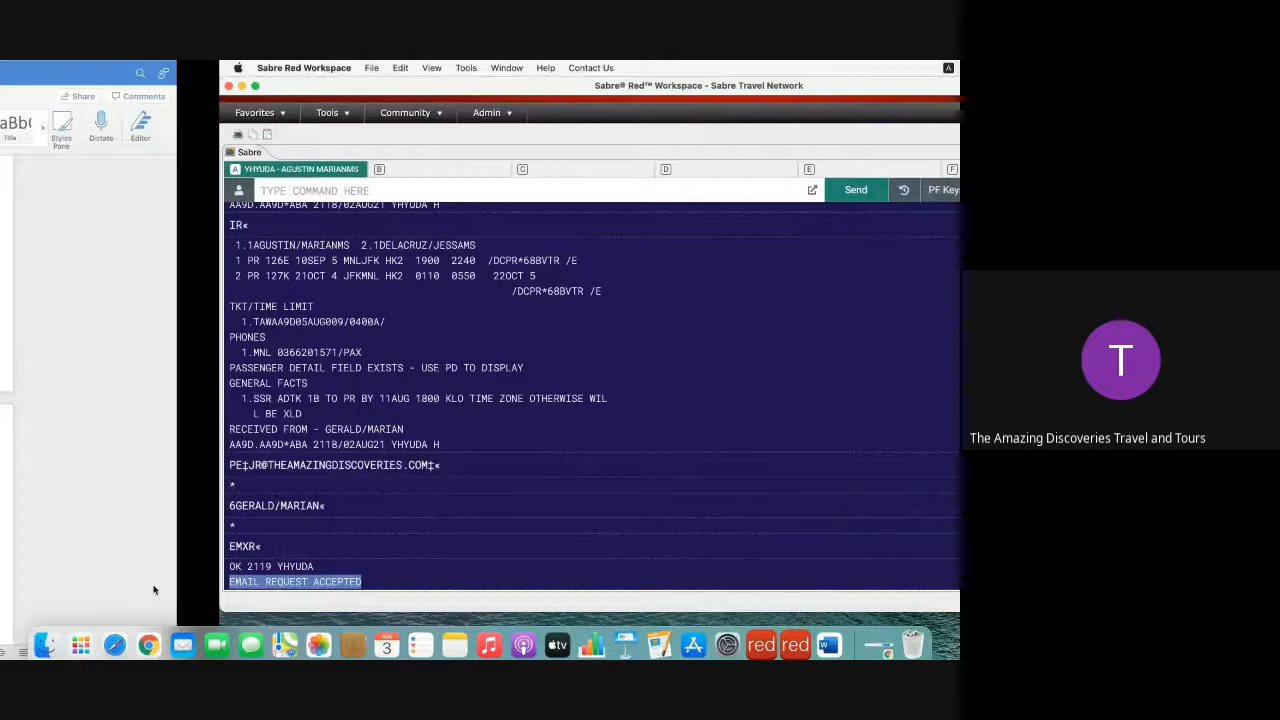 Sabre Red Workspace File Edit View Tools Window Help Contact Us A
Sabre® Red™ Workspace - Sabre Travel Network
Share Comments
Favorites Tools Community Admin
Title Styles Pane Dictate Editor
Sabre
A YHYUDA - AGUSTIN MARIANMS B C D E F
TYPE COMMAND HERE Send PF Key
AA9D.AA9D*ABA 2118/02AUG21 YHYUDA H
IR«
1.1AGUSTIN/MARIANMS 2.1DELACRUZ/JESSAMS
1 PR 126E 10SEP 5 MNLJFK HK2 1900 2240 /DCPR*68BVTR /E
2 PR 127K 21OCT 4 JFKMNL HK2 0110 0550 22OCT 5
/DCPR*68BVTR /E
TKT/TIME LIMIT
1.TAWAA9D05AUG009/0400A/
PHONES
1.MNL 0366201571/PAX
PASSENGER DETAIL FIELD EXISTS - USE PD TO DISPLAY
GENERAL FACTS
1.SSR ADTK 1B TO PR BY 11AUG 1800 KLO TIME ZONE OTHERWISE WIL
L BE XLD
RECEIVED FROM - GERALD/MARIAN
AA9D.AA9D*ABA 2118/02AUG21 YHYUDA H
PE‡JR@THEAMAZINGDISCOVERIES.COM‡«
*
6GERALD/MARIAN«
*
EMXR«
OK 2119 YHYUDA
EMAIL REQUEST ACCEPTED
T
The Amazing Discoveries Travel and Tours
AUG
3
tv
red red W